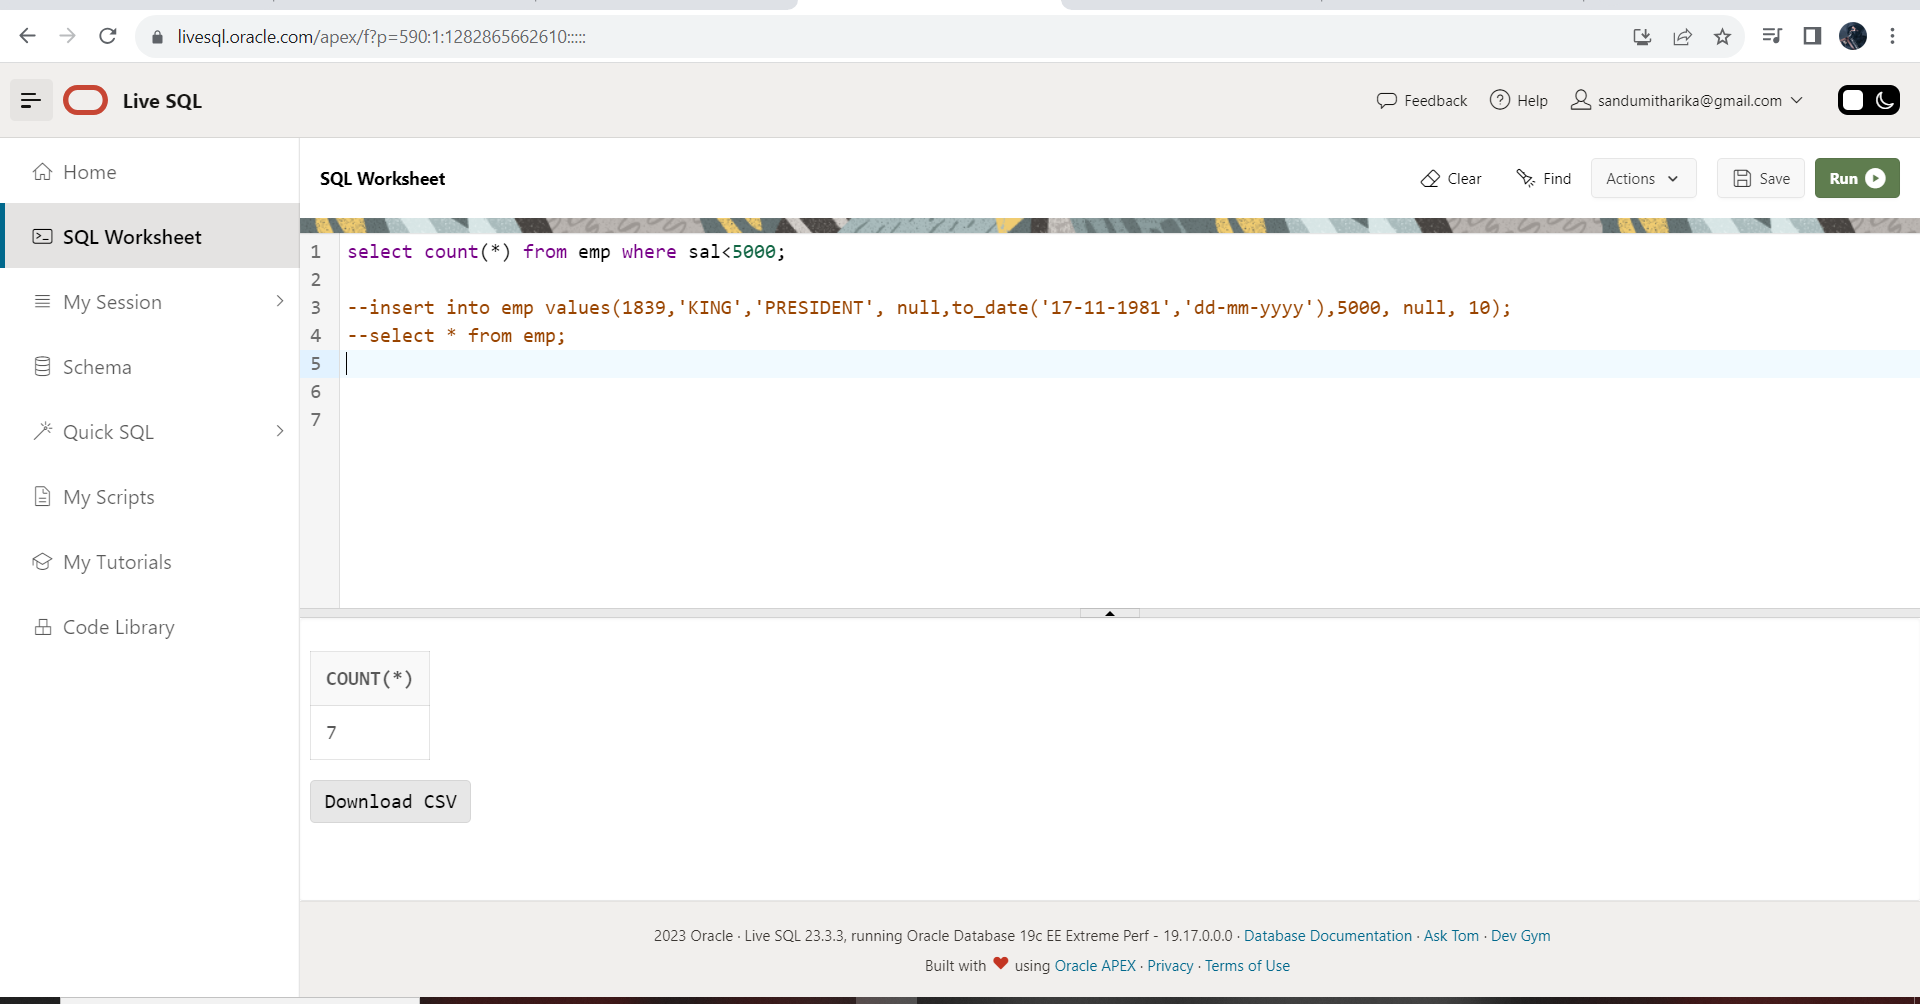 livesql.oracle.com/apex/f?p=590:1:1282865662610:::::
Live SQL
Feedback
Help
sandumitharika@gmail.com
Home
SQL Worksheet
My Session
Schema
Quick SQL
My Scripts
My Tutorials
Code Library
SQL Worksheet
Clear
Find
Actions
Save
Run
1 select count(*) from emp where sal<5000;
2
3 --insert into emp values(1839,'KING','PRESIDENT', null,to_date('17-11-1981','dd-mm-yyyy'),5000, null, 10);
4 --select * from emp;
5
6
7
COUNT(*)
7
Download CSV
2023 Oracle · Live SQL 23.3.3, running Oracle Database 19c EE Extreme Perf - 19.17.0.0.0 · Database Documentation · Ask Tom · Dev Gym
Built with ❤ using Oracle APEX · Privacy · Terms of Use